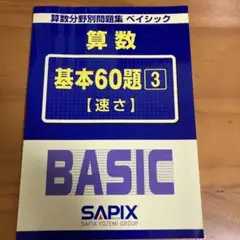 算数分野別問題集 ベイシック
算数
基本60題 3
【速さ】
BASIC
SAPIX
SAPIX YOZEMI GROUP